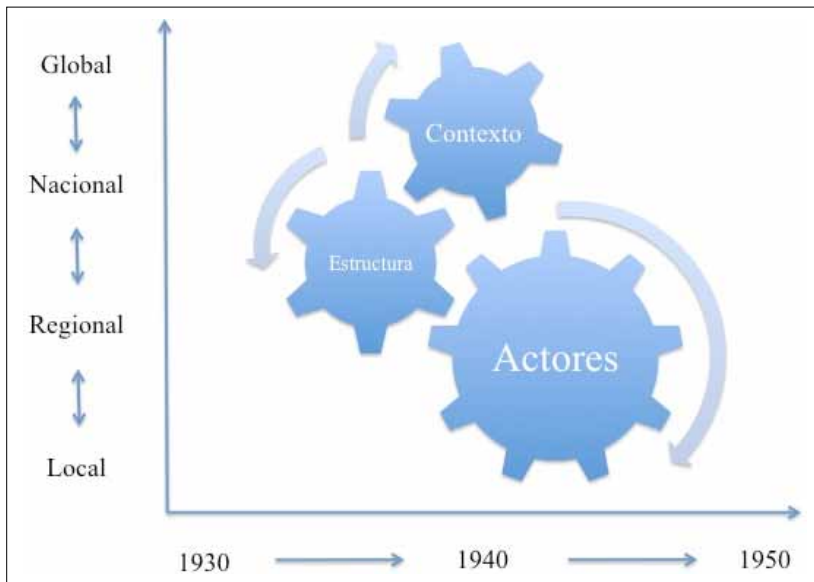 Global
Contexto
Nacional
Estructura
Regional
Actores
Local
1930 1940 1950